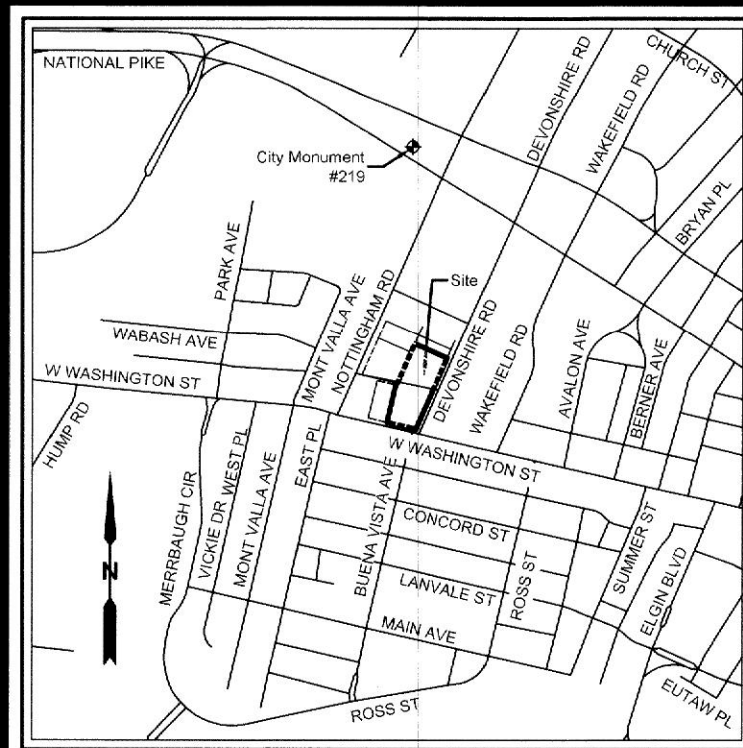 NATIONAL PIKE
CHURCH ST
DEVONSHIRE RD
WAKEFIELD RD
City Monument
#219
BRYAN PL
PARK AVE
Site
MONT VALLA AVE
NOTTINGHAM RD
WABASH AVE
DEVONSHIRE RD
WAKEFIELD RD
AVALON AVE
BERNER AVE
W WASHINGTON ST
HUMP RD
W WASHINGTON ST
MERRBAUGH CIR
VICKIE DR
WEST PL
MONT VALLA AVE
EAST PL
BUENA VISTA AVE
CONCORD ST
LANVALE ST
ROSS ST
SUMMER ST
ELGIN BLVD
MAIN AVE
N
ROSS ST
EUTAW PL